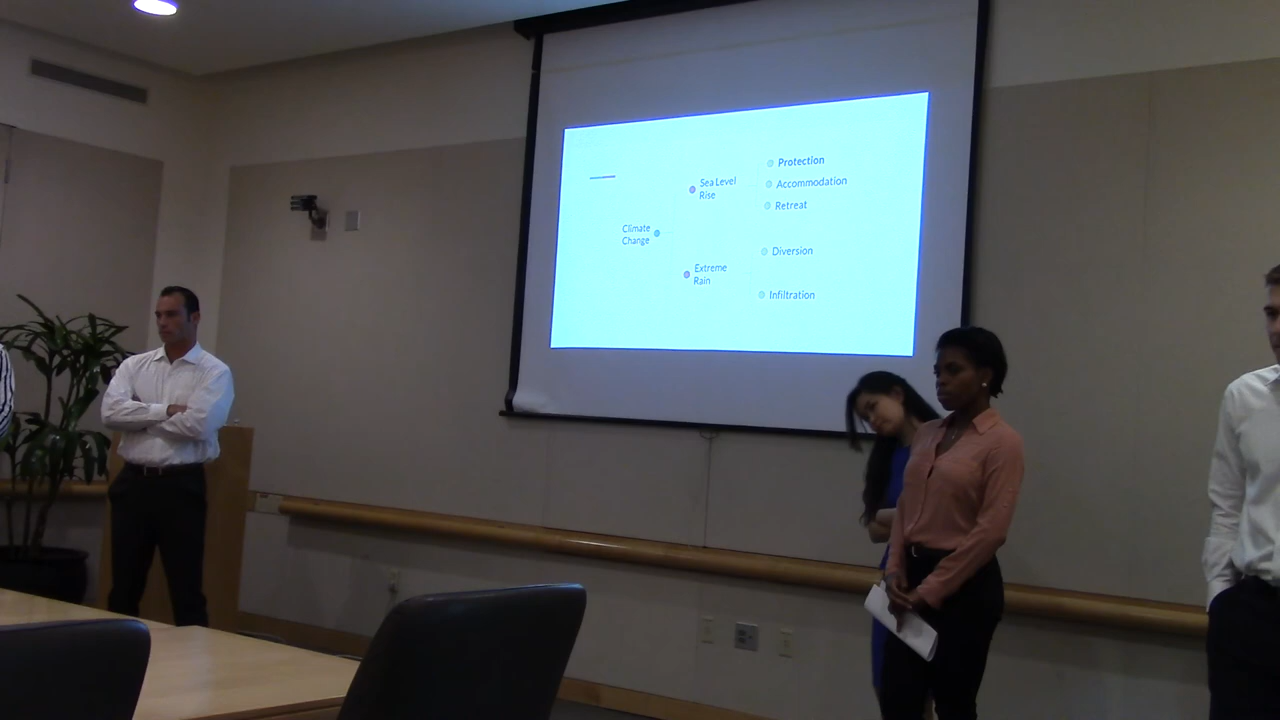 Climate
Change
Sea Level
Rise
Protection
Accommodation
Retreat
Extreme
Rain
Diversion
Infiltration